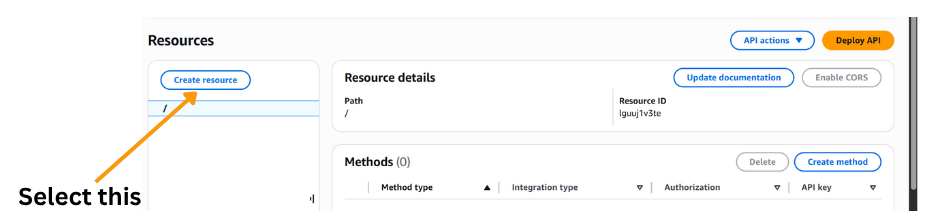 Resources
API actions ▼
Deploy API
Create resource
/
Select this
Resource details
Update documentation
Enable CORS
Path
/
Resource ID
lguuj1v3te
Methods (0)
Delete
Create method
Method type
Integration type
Authorization
API key